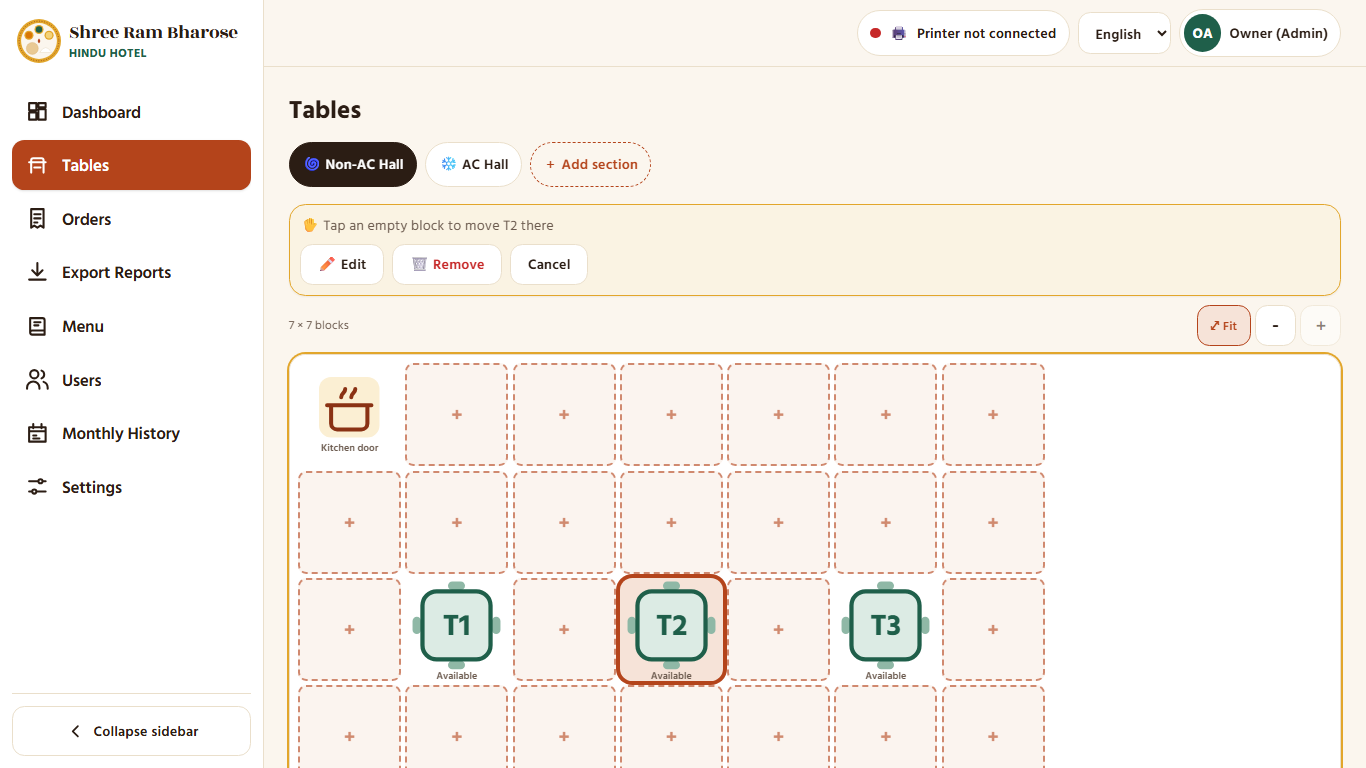 Shree Ram Bharose
HINDU HOTEL
Printer not connected
English
OA
Owner (Admin)
Dashboard
Tables
Orders
Export Reports
Menu
Users
Monthly History
Settings
Collapse sidebar
Tables
Non-AC Hall
AC Hall
+ Add section
Tap an empty block to move T2 there
Edit
Remove
Cancel
7 × 7 blocks
Fit
-
+
Kitchen door
+ + + + + +
+ + + + + + +
+ T1 + T2 + T3 +
Available Available Available
+ + + + + + +